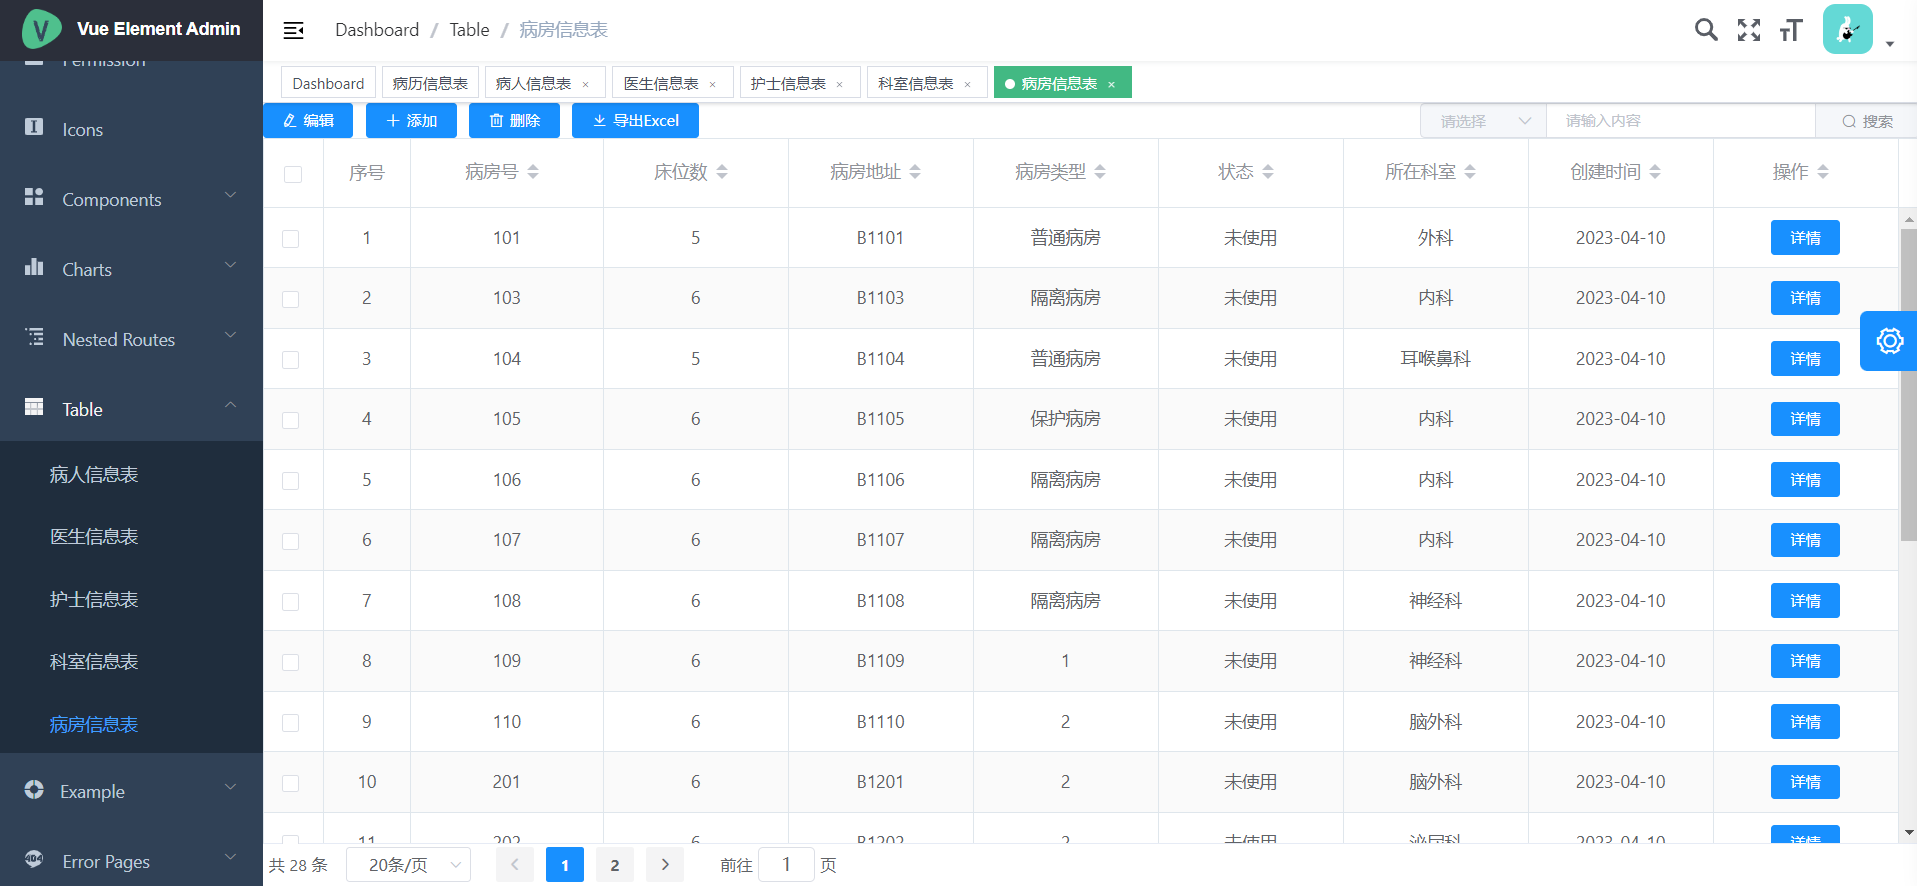 Vue Element Admin
Dashboard / Table / 病房信息表
Permission
Icons
Components
Charts
Nested Routes
Table
病人信息表
医生信息表
护士信息表
科室信息表
病房信息表
Example
404 Error Pages
Dashboard 病历信息表 病人信息表 × 医生信息表 × 护士信息表 × 科室信息表 × 病房信息表 ×
编辑 添加 删除 导出Excel 请选择 请输入内容 搜索
序号 病房号 床位数 病房地址 病房类型 状态 所在科室 创建时间 操作
1 101 5 B1101 普通病房 未使用 外科 2023-04-10 详情
2 103 6 B1103 隔离病房 未使用 内科 2023-04-10 详情
3 104 5 B1104 普通病房 未使用 耳喉鼻科 2023-04-10 详情
4 105 6 B1105 保护病房 未使用 内科 2023-04-10 详情
5 106 6 B1106 隔离病房 未使用 内科 2023-04-10 详情
6 107 6 B1107 隔离病房 未使用 内科 2023-04-10 详情
7 108 6 B1108 隔离病房 未使用 神经科 2023-04-10 详情
8 109 6 B1109 1 未使用 神经科 2023-04-10 详情
9 110 6 B1110 2 未使用 脑外科 2023-04-10 详情
10 201 6 B1201 2 未使用 脑外科 2023-04-10 详情
11 202 6 B1202 2 未使用 泌尿科 2023-04-10 详情
共 28 条 20条/页 1 2 前往 1 页